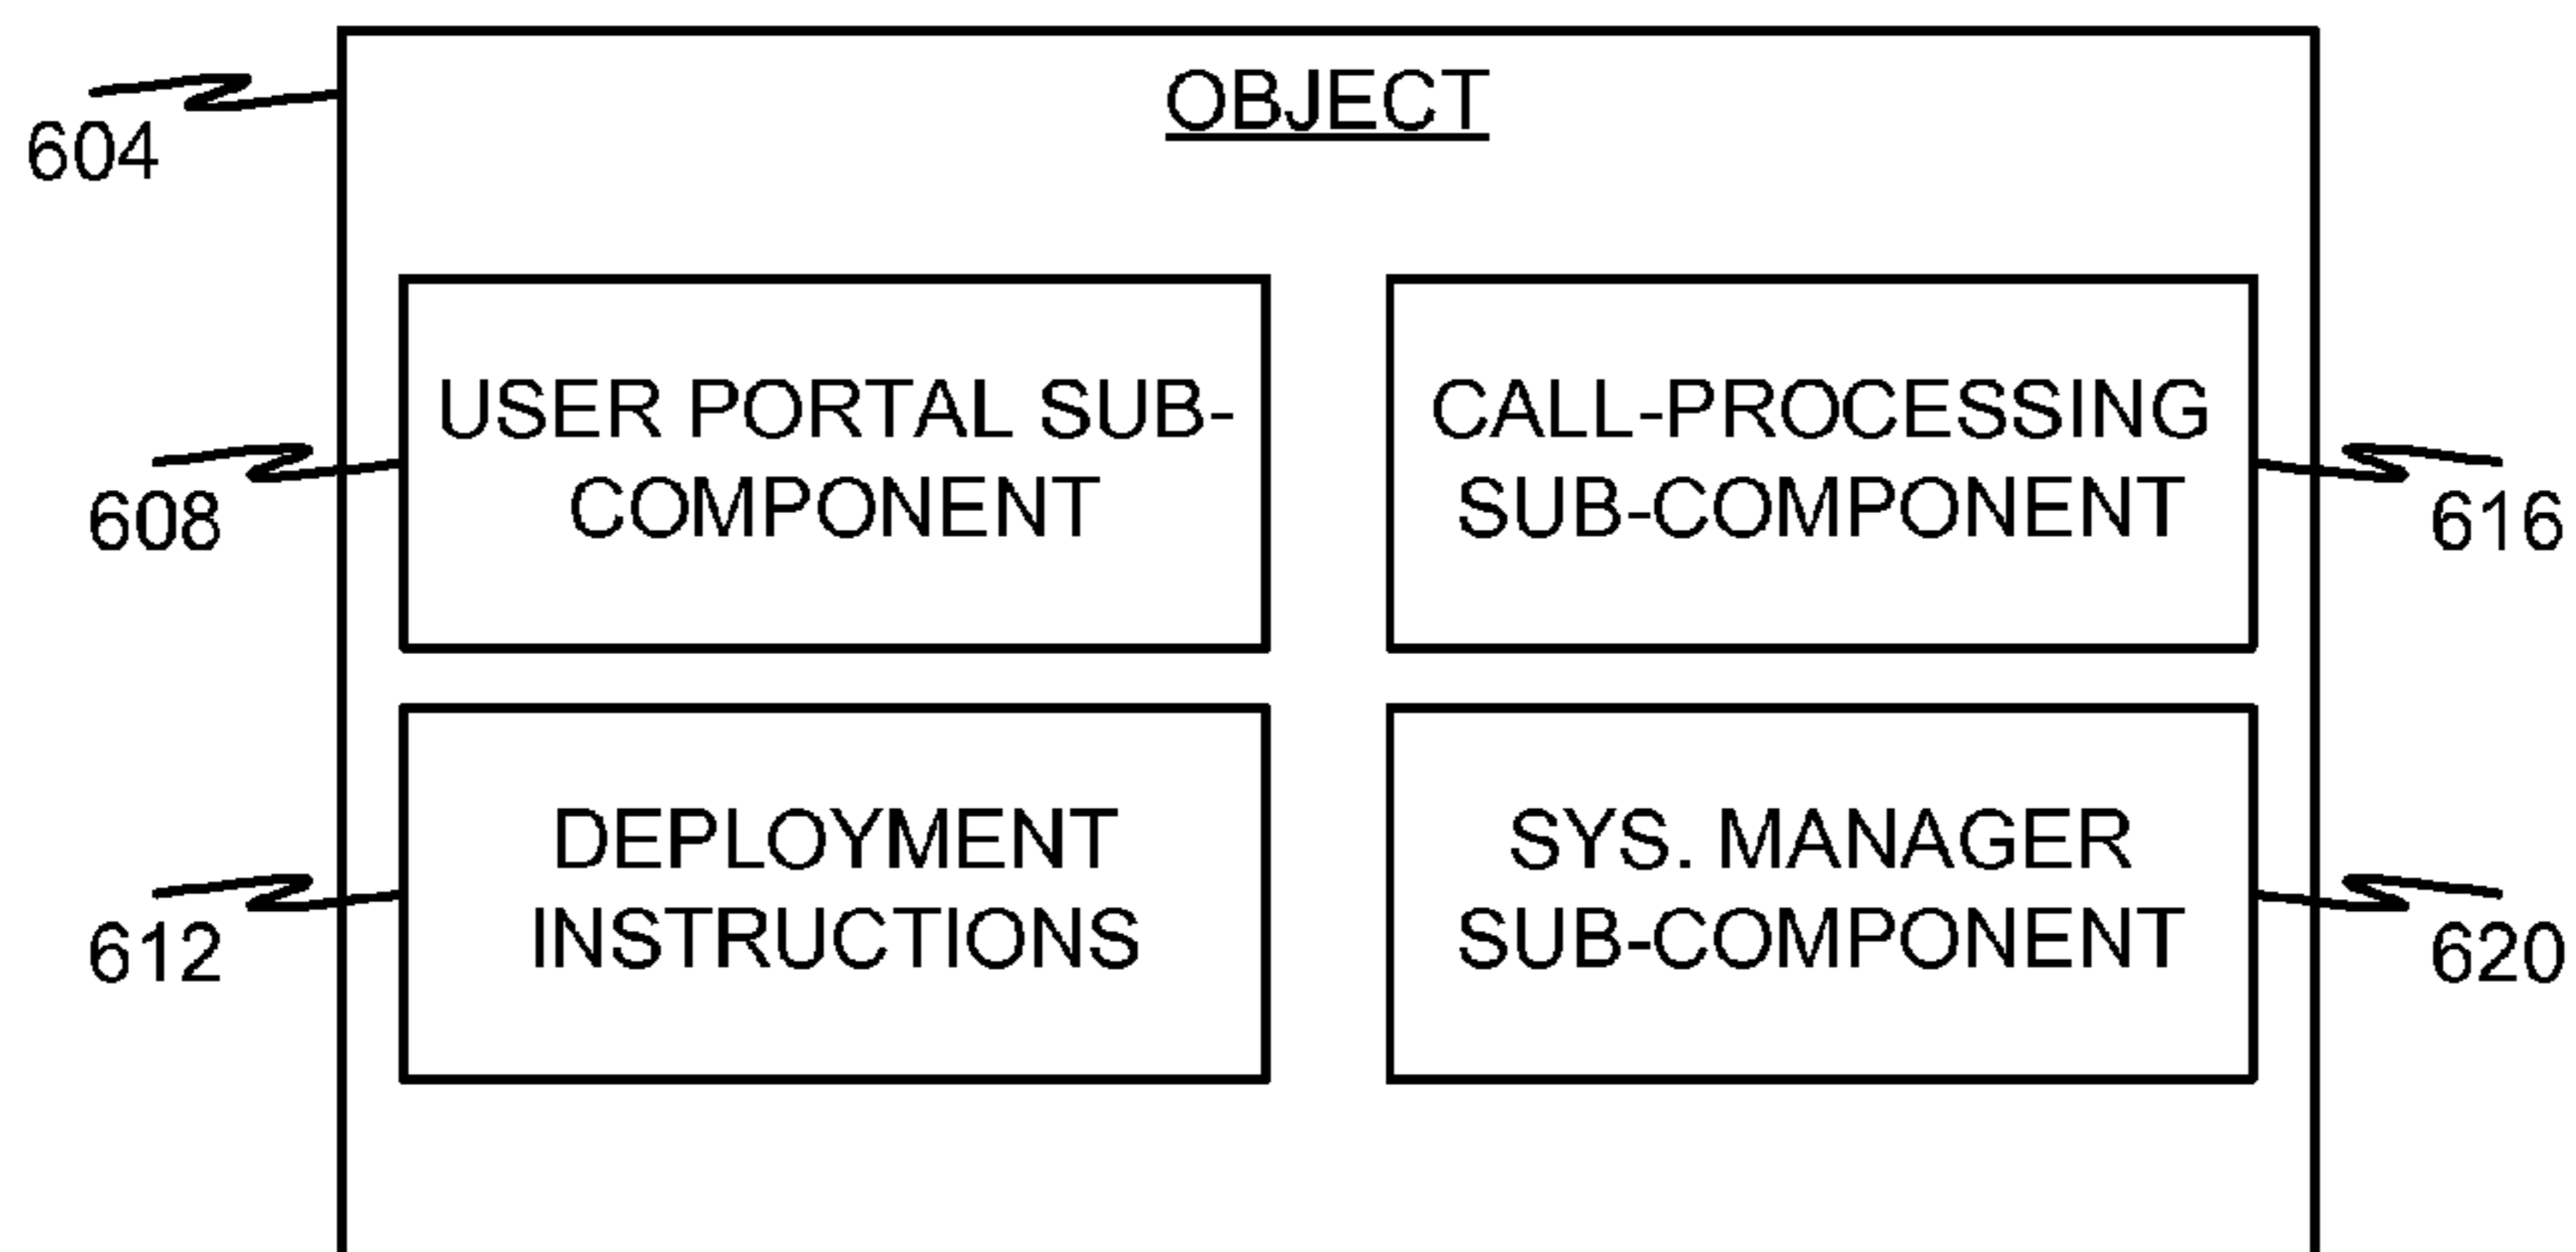 OBJECT
604
USER PORTAL SUB-
COMPONENT
608
CALL-PROCESSING
SUB-COMPONENT
616
DEPLOYMENT
INSTRUCTIONS
612
SYS. MANAGER
SUB-COMPONENT
620